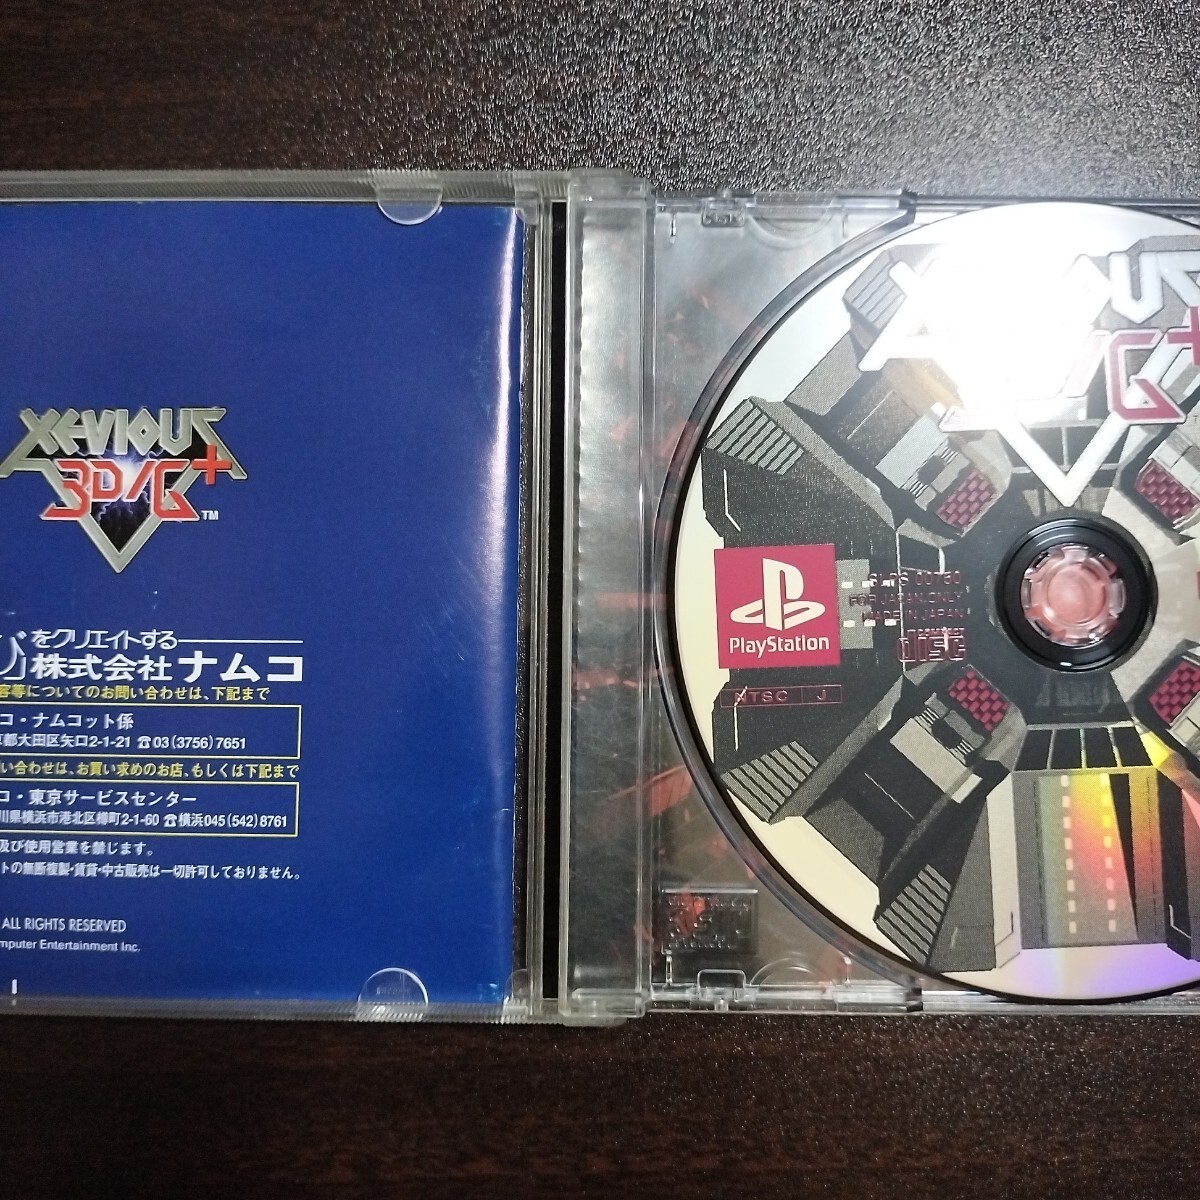 XEVIOUS
3D/G+
TM
をクリエイトする
株式会社ナムコ
容等についてのお問い合わせは、下記まで
コ・ナムコット係
京都大田区矢口2-1-21 ☎03(3756)7651
い合わせは、お買い求めのお店、もしくは下記まで
コ・東京サービスセンター
川県横浜市港北区樽町2-1-60 ☎横浜045(542)8761
及び使用営業を禁じます。
トの無断複製・賃貸・中古販売は一切許可しておりません。
ALL RIGHTS RESERVED
mputer Entertainment Inc.
XEVIOUS
3D/G+
PlayStation
SLPS 00750
FOR JAPAN ONLY
MADE IN JAPAN
COMPACT
disc
NTSC J